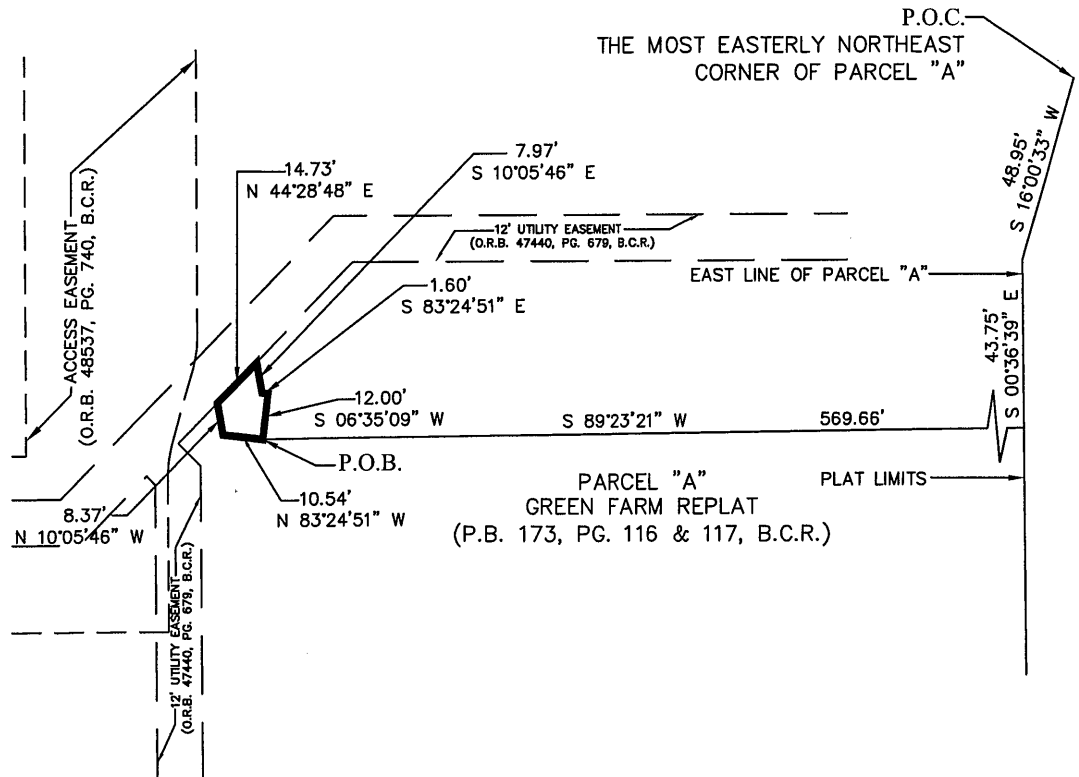 P.O.C.
THE MOST EASTERLY NORTHEAST
CORNER OF PARCEL "A"
48.95'
S 16°00'33" W
7.97'
S 10°05'46" E
14.73'
N 44°28'48" E
12' UTILITY EASEMENT
(O.R.B. 47440, PG. 679, B.C.R.)
ACCESS EASEMENT
(O.R.B. 48537, PG. 740, B.C.R.)
EAST LINE OF PARCEL "A"
1.60'
S 83°24'51" E
43.75'
S 00°36'39" E
12.00'
S 06°35'09" W
S 89°23'21" W
569.66'
P.O.B.
PARCEL "A"
GREEN FARM REPLAT
(P.B. 173, PG. 116 & 117, B.C.R.)
PLAT LIMITS
10.54'
N 83°24'51" W
8.37'
N 10°05'46" W
12' UTILITY EASEMENT
(O.R.B. 47440, PG. 679, B.C.R.)